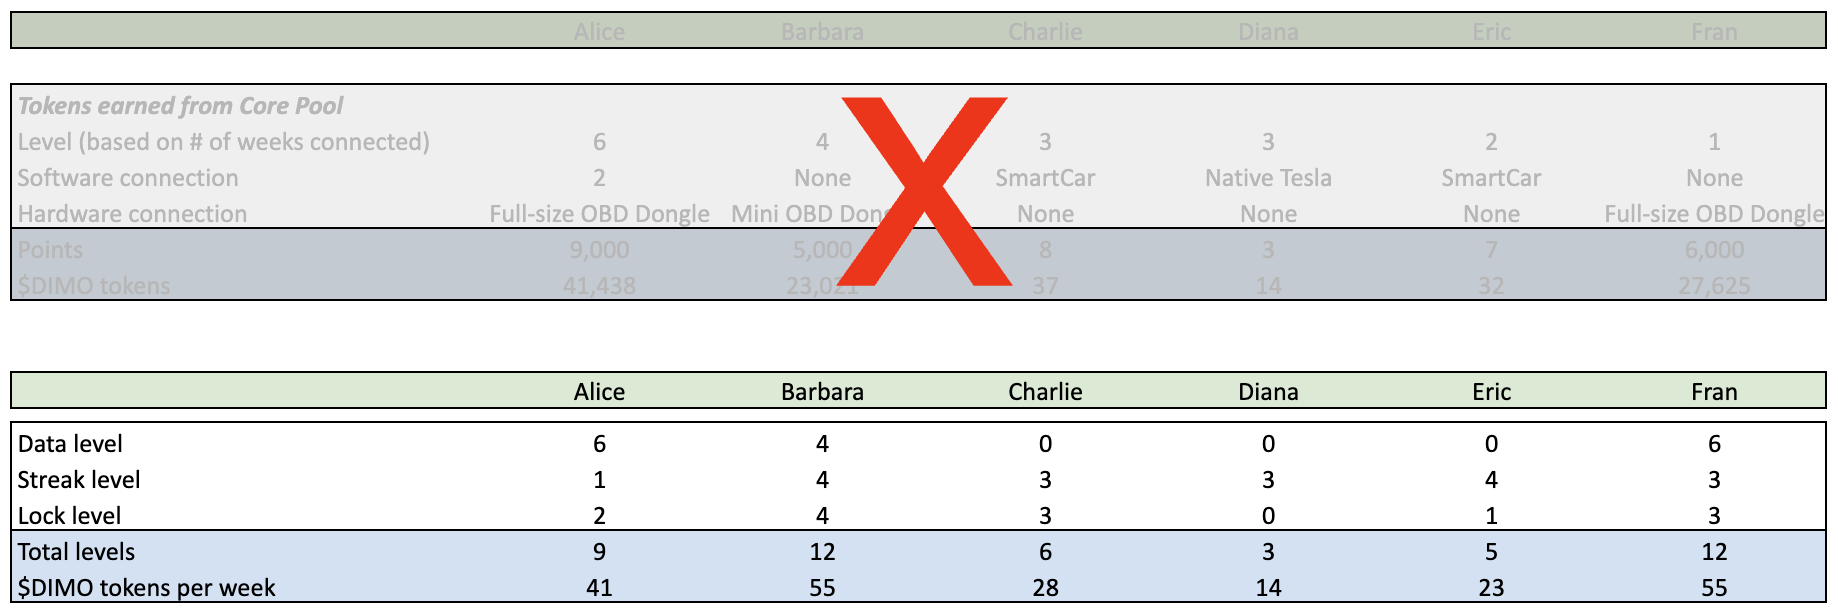 Alice Barbara Charlie Diana Eric Fran
Tokens earned from Core Pool
Level (based on # of weeks connected) 6 4 3 3 2 1
Software connection 2 None SmartCar Native Tesla SmartCar None
Hardware connection Full-size OBD Dongle Mini OBD None None None Full-size OBD Dongle
Points 9,000 5,000 8 3 7 6,000
$DIMO tokens 41,438 23,021 37 14 32 27,625
X
Alice Barbara Charlie Diana Eric Fran
Data level 6 4 0 0 0 6
Streak level 1 4 3 3 4 3
Lock level 2 4 3 0 1 3
Total levels 9 12 6 3 5 12
$DIMO tokens per week 41 55 28 14 23 55